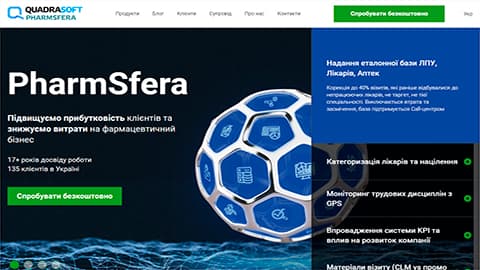 QUADRASOFT
PHARMSFERA
Продукти Блог Клієнти Супровід Про нас Контакти
Спробувати безкоштовно
Укр
PharmSfera
Підвищуємо прибутковість клієнтів та
знижуємо витрати на фармацевтичний
бізнес
17+ років досвіду роботи
135 клієнтів в Україні
Спробувати безкоштовно
Надання еталонної бази ЛПУ,
Лікарів, Аптек
Корекція до 40% візитів, які раніше відбувалися до
непрацюючих лікарів, не таргет, не тієї
спеціальності. Виключається втрата та
засмічення, база підтримується Call-центром
Категоризація лікарів та націлення
Моніторинг трудових дисциплін з
GPS
Впровадження системи KPI та
вплив на розвиток компанії
Матеріали візиту (CLM та промо